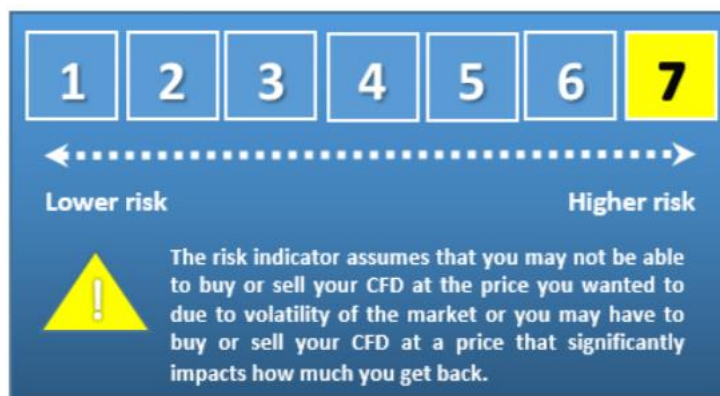 1 2 3 4 5 6 7
Lower risk Higher risk
!
The risk indicator assumes that you may not be able
to buy or sell your CFD at the price you wanted to
due to volatility of the market or you may have to
buy or sell your CFD at a price that significantly
impacts how much you get back.